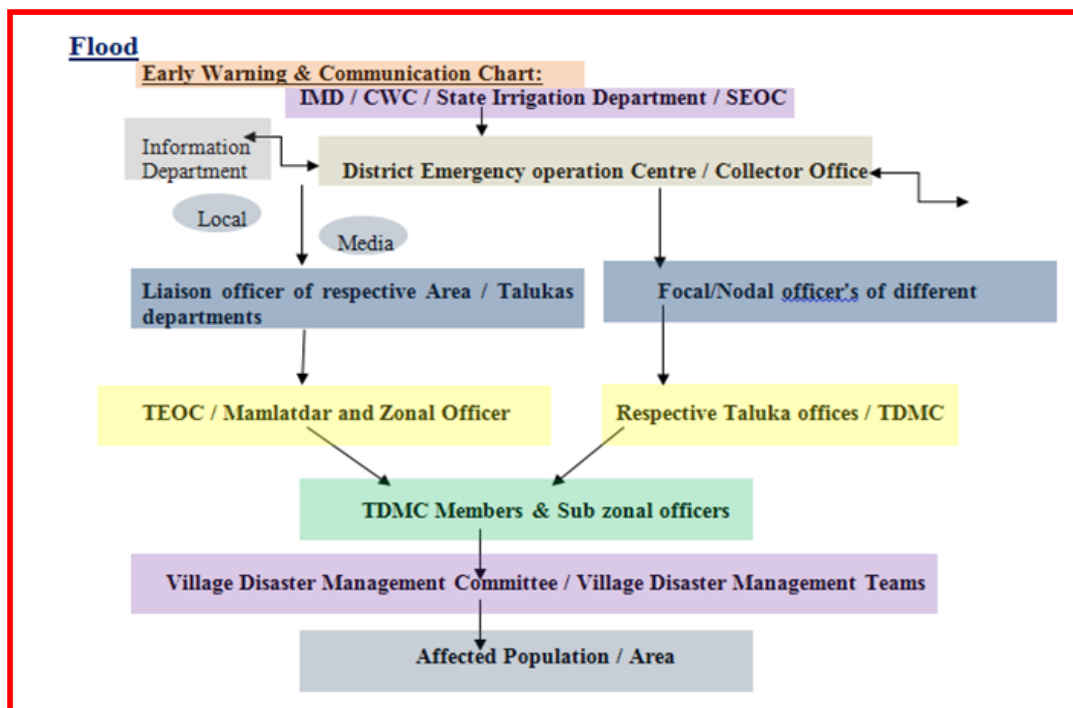 Flood
Early Warning & Communication Chart:
IMD / CWC / State Irrigation Department / SEOC
Information
Department
District Emergency operation Centre / Collector Office
Local
Media
Liaison officer of respective Area / Talukas
departments
Focal/Nodal officer's of different
TEOC / Mamlatdar and Zonal Officer
Respective Taluka offices / TDMC
TDMC Members & Sub zonal officers
Village Disaster Management Committee / Village Disaster Management Teams
Affected Population / Area